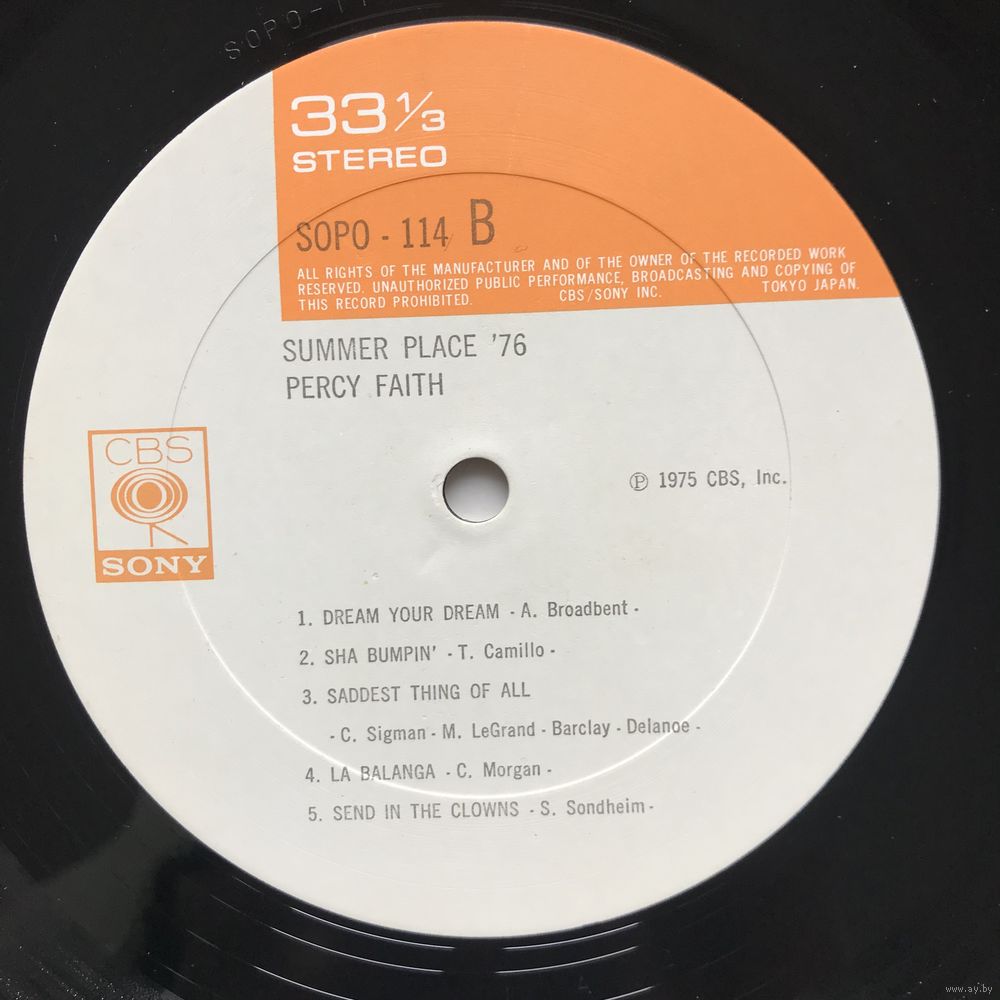 SOPO-11
33 1/3
STEREO
SOPO - 114 B
ALL RIGHTS OF THE MANUFACTURER AND OF THE OWNER OF THE RECORDED WORK
RESERVED. UNAUTHORIZED PUBLIC PERFORMANCE, BROADCASTING AND COPYING OF
THIS RECORD PROHIBITED. CBS/SONY INC. TOKYO JAPAN.
SUMMER PLACE '76
PERCY FAITH
CBS
SONY
℗ 1975 CBS, Inc.
1. DREAM YOUR DREAM - A. Broadbent -
2. SHA BUMPIN' - T. Camillo -
3. SADDEST THING OF ALL
- C. Sigman - M. LeGrand - Barclay - Delanoe -
4. LA BALANGA - C. Morgan -
5. SEND IN THE CLOWNS - S. Sondheim -
www.ay.by